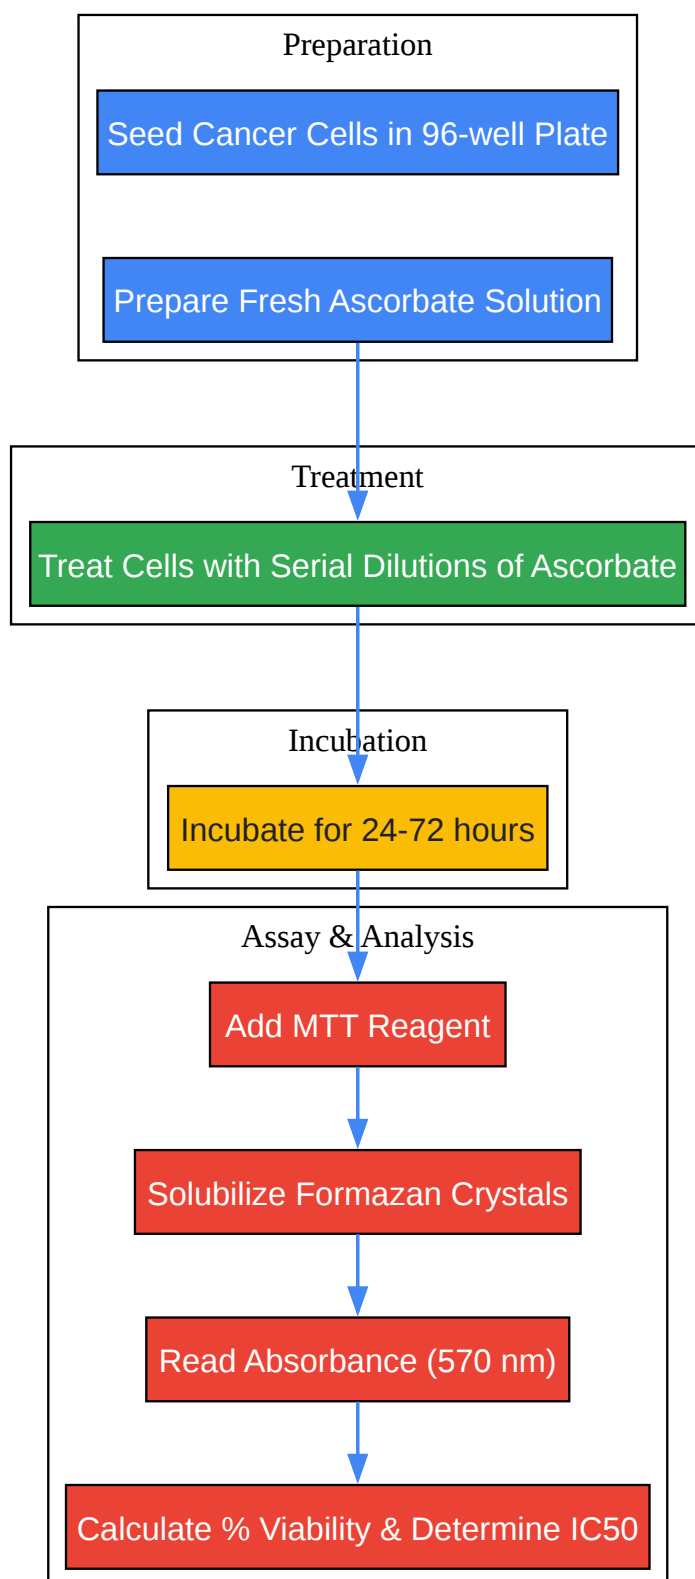 Preparation
Seed Cancer Cells in 96-well Plate
Prepare Fresh Ascorbate Solution
Treatment
Treat Cells with Serial Dilutions of Ascorbate
Incubation
Incubate for 24-72 hours
Assay & Analysis
Add MTT Reagent
Solubilize Formazan Crystals
Read Absorbance (570 nm)
Calculate % Viability & Determine IC50